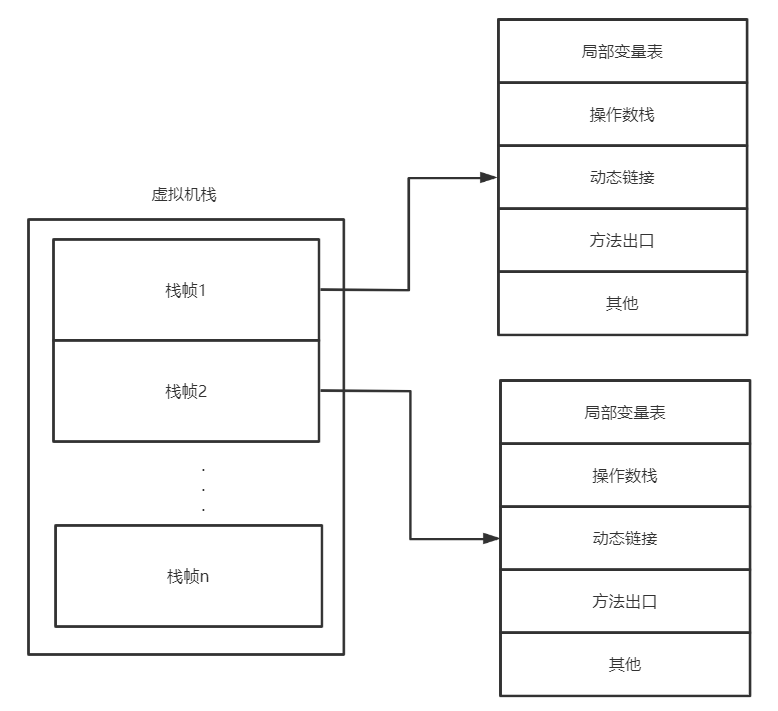 虚拟机栈
栈帧1
栈帧2
.
.
.
栈帧n
局部变量表
操作数栈
动态链接
方法出口
其他
局部变量表
操作数栈
动态链接
方法出口
其他